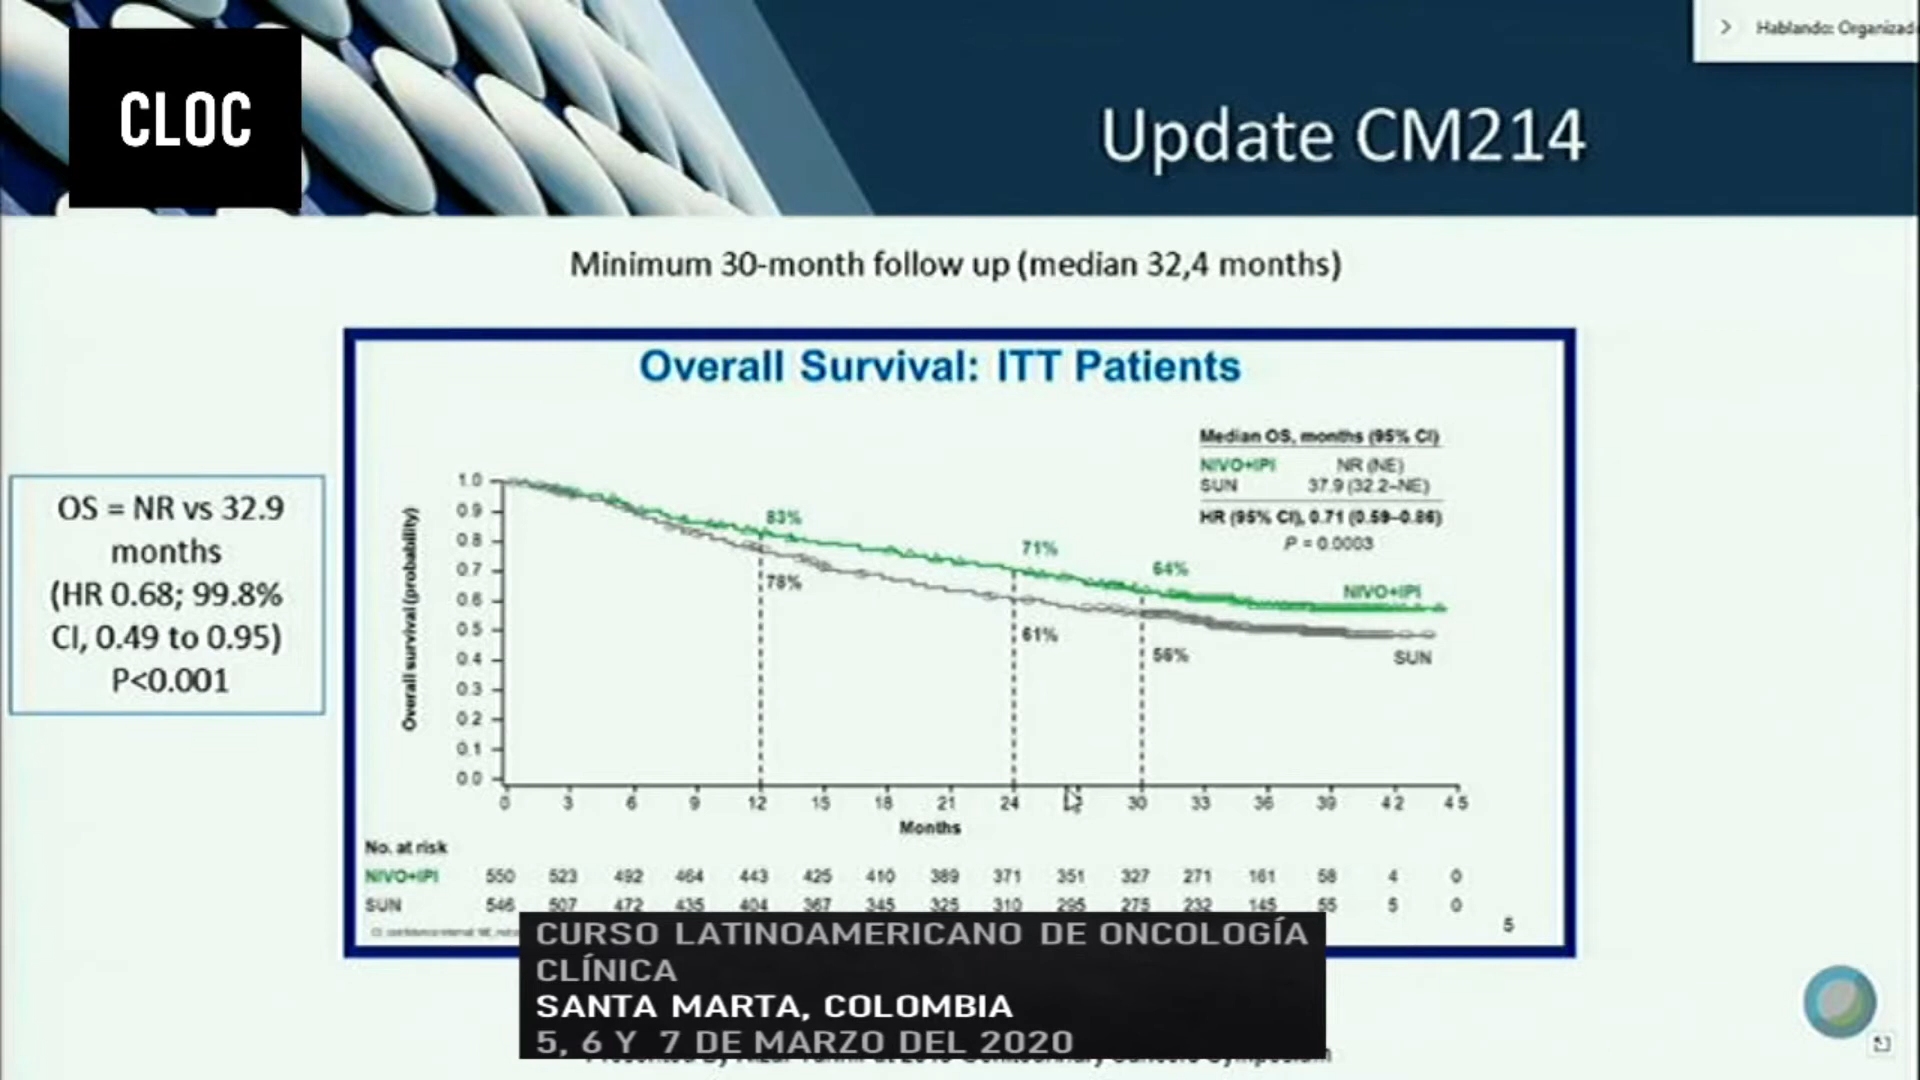 CLOC
Hablando: Organizad
Update CM214
Minimum 30-month follow up (median 32,4 months)
OS = NR vs 32.9
months
(HR 0.68; 99.8%
CI, 0.49 to 0.95)
P<0.001
Overall Survival: ITT Patients
Median OS, months (95% CI)
NIVO+IPI NR (NE)
SUN 37.9 (32.2–NE)
HR (95% CI), 0.71 (0.59–0.86)
P = 0.0003
Overall survival (probability)
1.0
0.9
0.8
0.7
0.6
0.5
0.4
0.3
0.2
0.1
0.0
83%
78%
71%
61%
64%
56%
NIVO+IPI
SUN
0 3 6 9 12 15 18 21 24 30 33 36 39 42 45
Months
No. at risk
NIVO+IPI 550 523 492 464 443 425 410 389 371 351 327 271 161 58 4 0
SUN 546 507 472 435 404 367 345 325 310 295 275 232 145 55 5 0
5
CURSO LATINOAMERICANO DE ONCOLOGÍA
CLÍNICA
SANTA MARTA, COLOMBIA
5, 6 Y 7 DE MARZO DEL 2020